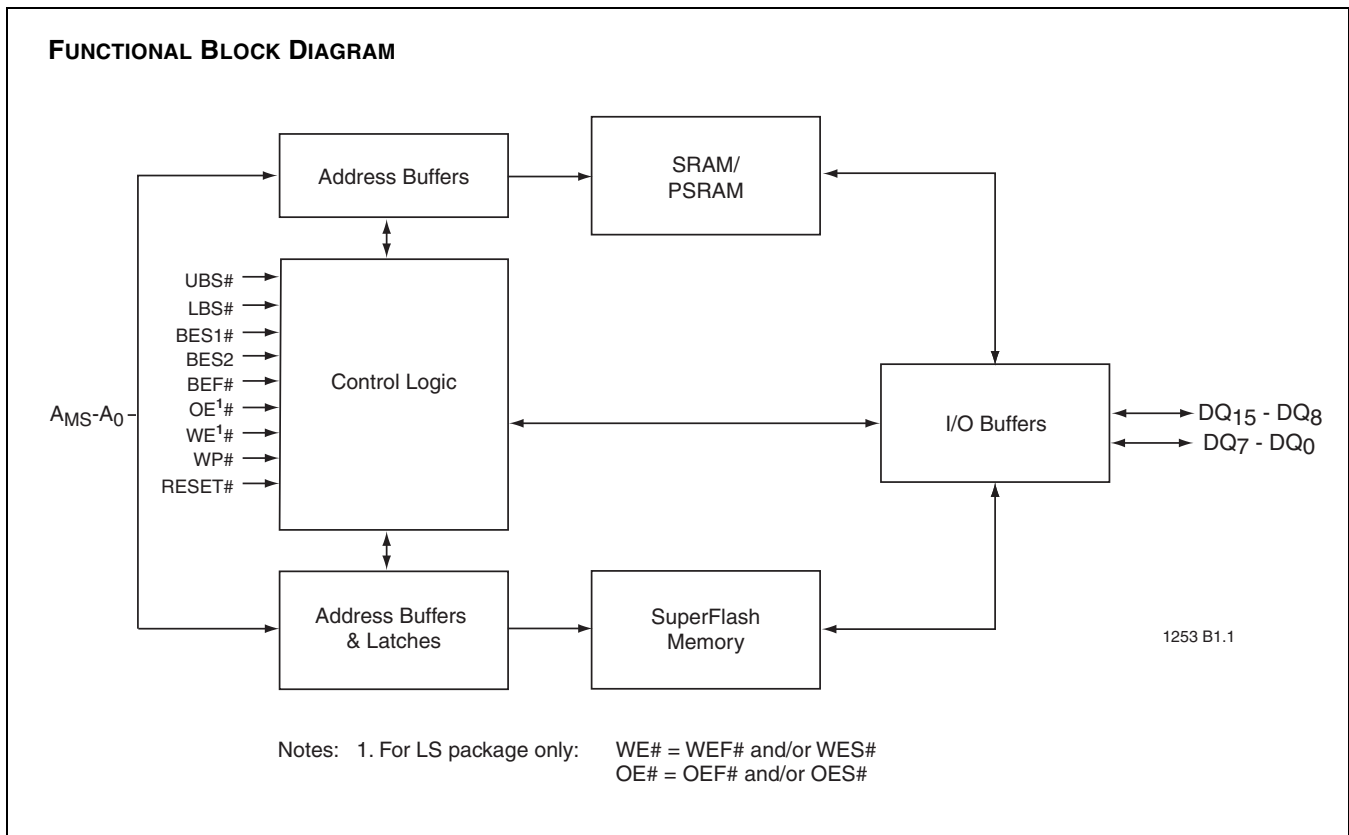 FUNCTIONAL BLOCK DIAGRAM
Address Buffers
SRAM/
PSRAM
UBS#
LBS#
BES1#
BES2
BEF#
OE¹#
WE¹#
WP#
RESET#
Control Logic
AMS-A0
I/O Buffers
DQ15 - DQ8
DQ7 - DQ0
Address Buffers
& Latches
SuperFlash
Memory
1253 B1.1
Notes: 1. For LS package only: WE# = WEF# and/or WES#
OE# = OEF# and/or OES#